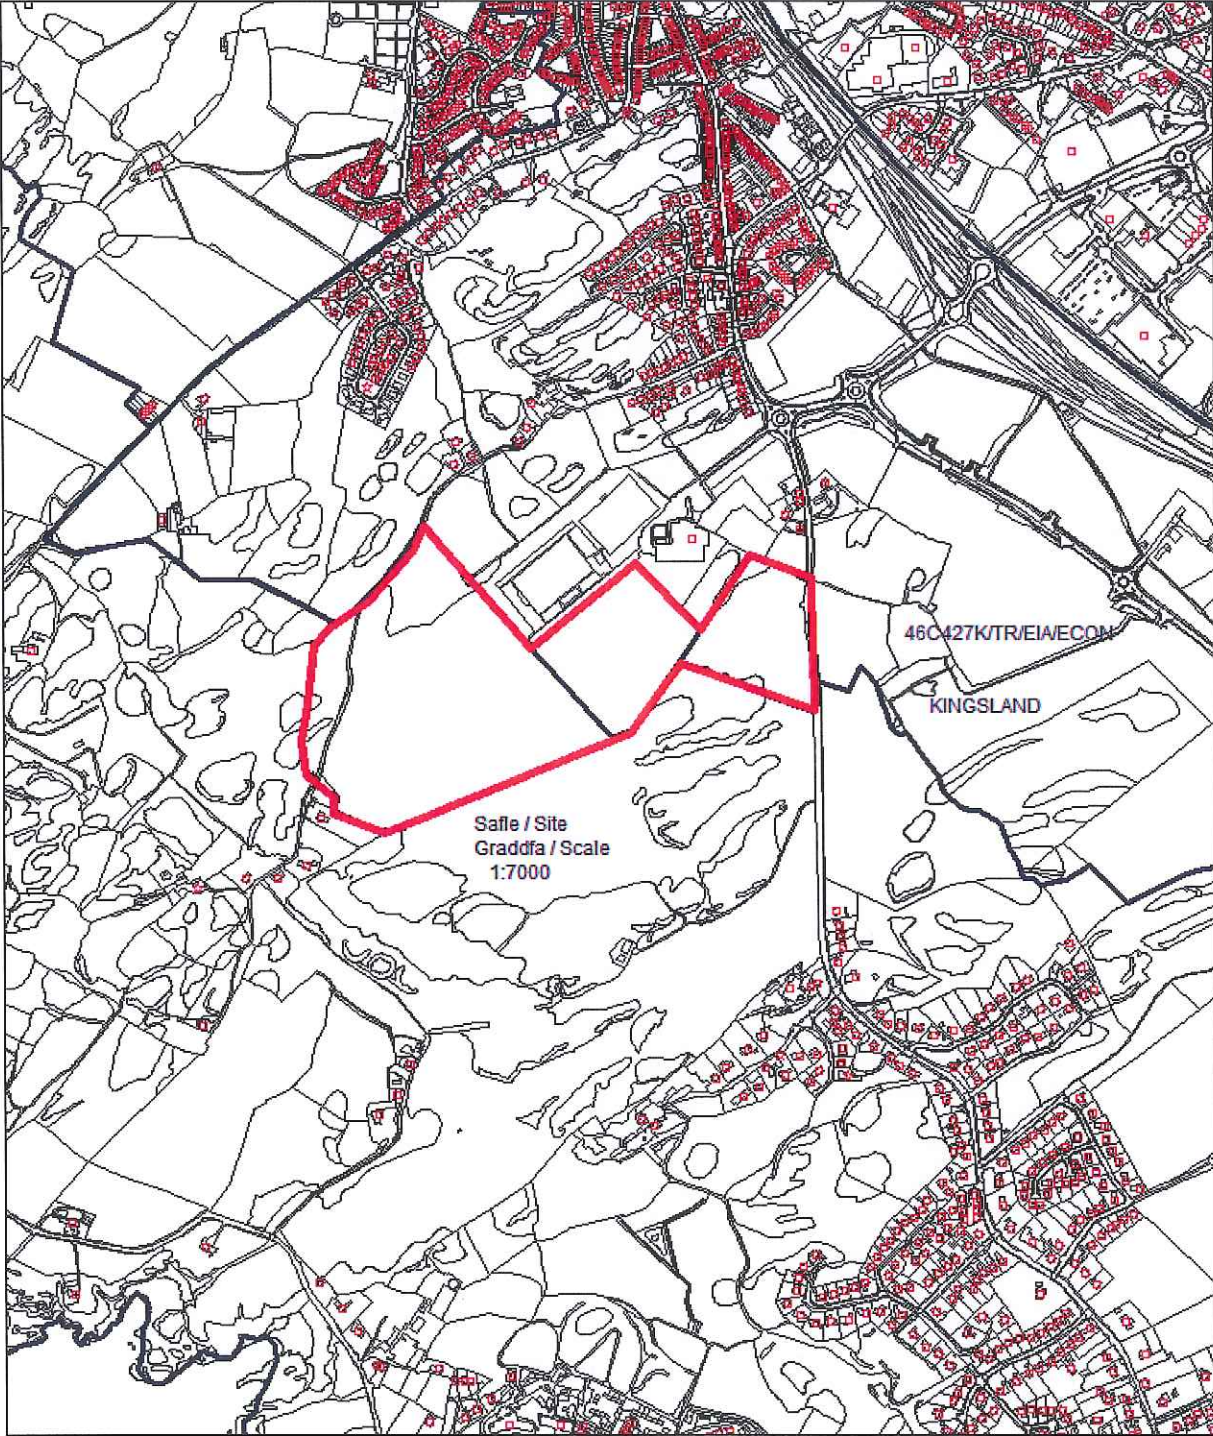 46C427K/TR/EIA/ECON
KINGSLAND
Safle / Site
Graddfa / Scale
1:7000